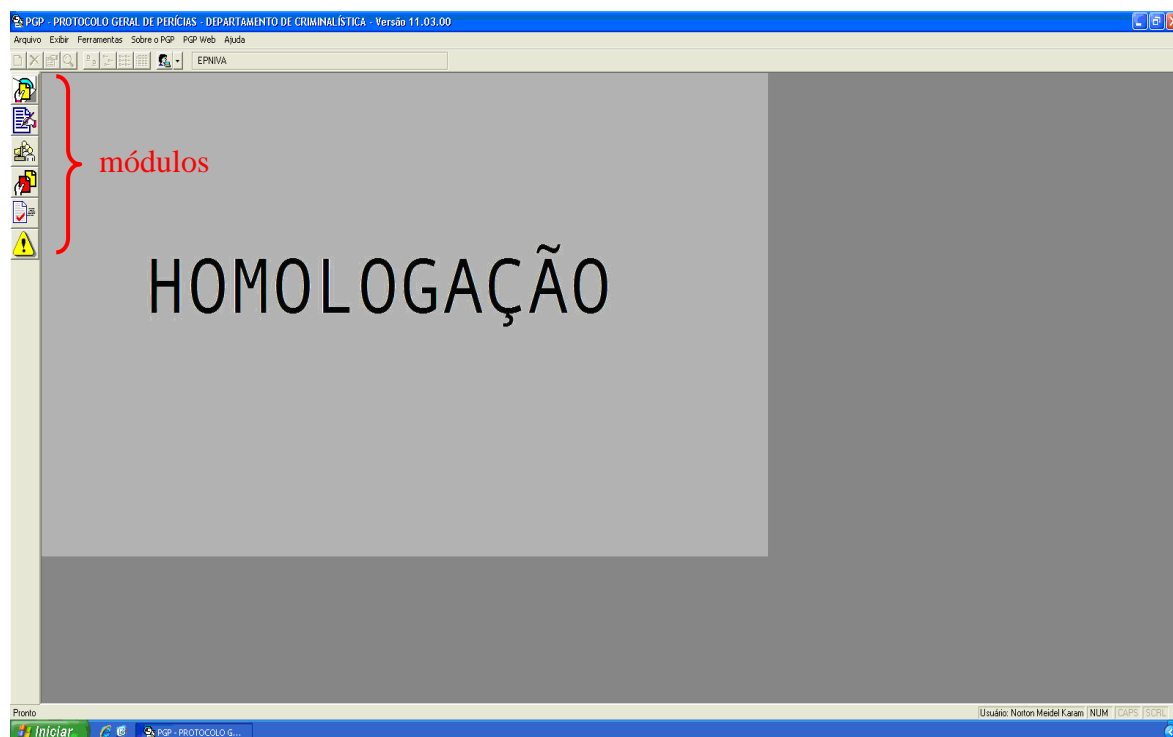 PGP - PROTOCOLO GERAL DE PERÍCIAS - DEPARTAMENTO DE CRIMINALÍSTICA - Versão 11.03.00
Arquivo Exibir Ferramentas Sobre o PGP PGP Web Ajuda
EPNIVA
módulos
HOMOLOGAÇÃO
Pronto
Usuário: Norton Meidel Karam NUM CAPS SCRL
Iniciar PGP - PROTOCOLO G...